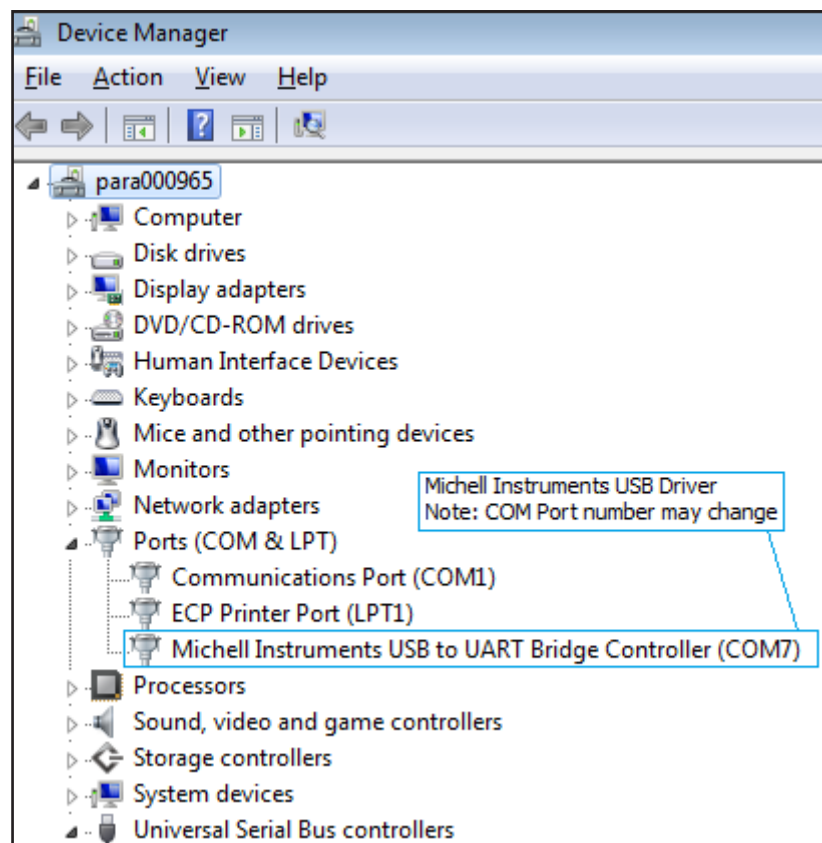 Device Manager
File Action View Help
para000965
Computer
Disk drives
Display adapters
DVD/CD-ROM drives
Human Interface Devices
Keyboards
Mice and other pointing devices
Monitors
Michell Instruments USB Driver
Note: COM Port number may change
Network adapters
Ports (COM & LPT)
Communications Port (COM1)
ECP Printer Port (LPT1)
Michell Instruments USB to UART Bridge Controller (COM7)
Processors
Sound, video and game controllers
Storage controllers
System devices
Universal Serial Bus controllers